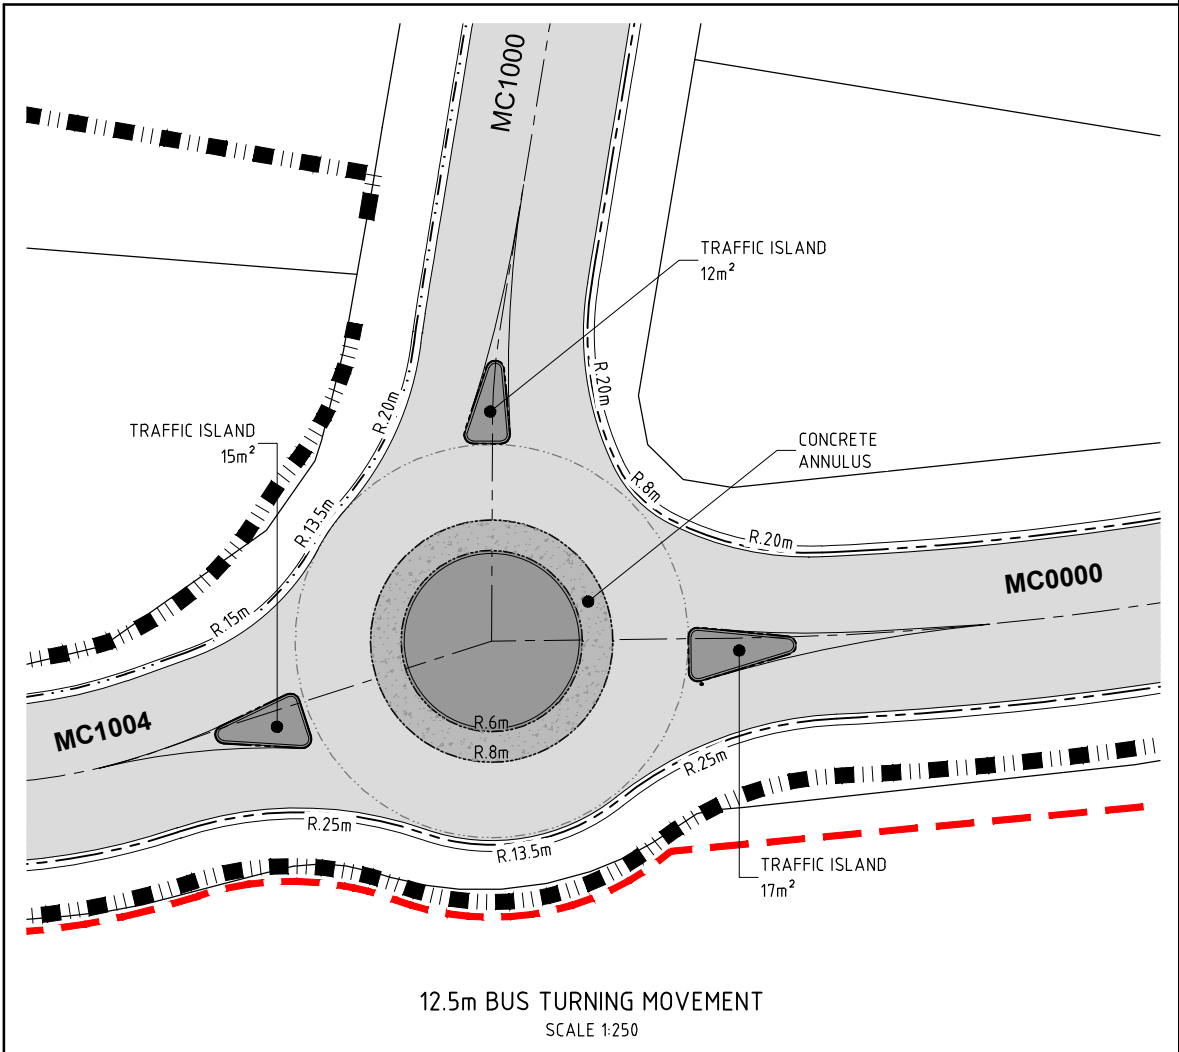 MC1000
TRAFFIC ISLAND
12m²
R.20m
R.20m
TRAFFIC ISLAND
15m²
CONCRETE
ANNULUS
R.8m
R.13.5m
R.20m
MC0000
R.15m
MC1004
R.6m
R.8m
R.25m
R.25m
R.13.5m
TRAFFIC ISLAND
17m²
12.5m BUS TURNING MOVEMENT
SCALE 1:250